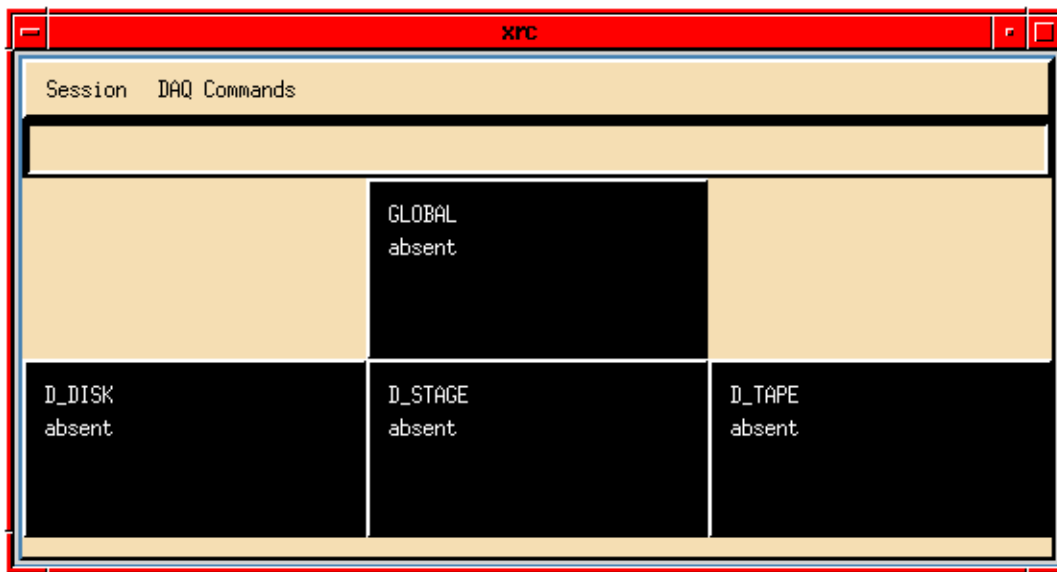 xrc
Session DAQ Commands
GLOBAL
absent
D_DISK
absent
D_STAGE
absent
D_TAPE
absent